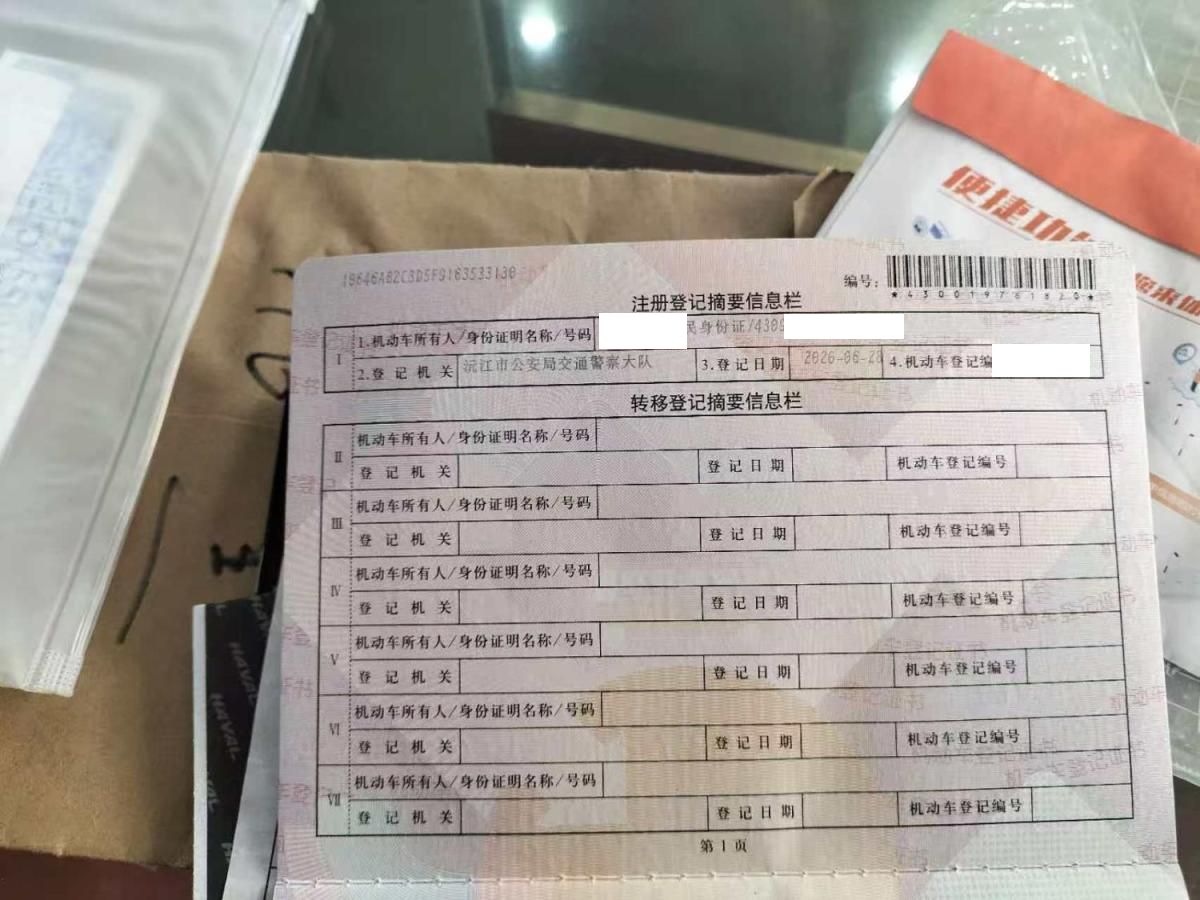 便捷功
19646A82C3D5F9163533130
编号:
*430019761820*
注册登记摘要信息栏
I
1.机动车所有人/身份证明名称/号码 民身份证/4309
2.登记机关 沅江市公安局交通警察大队 3.登记日期 2026-06-28 4.机动车登记编
转移登记摘要信息栏
II
机动车所有人/身份证明名称/号码
登记机关 登记日期 机动车登记编号
III
机动车所有人/身份证明名称/号码
登记机关 登记日期 机动车登记编号
IV
机动车所有人/身份证明名称/号码
登记机关 登记日期 机动车登记编号
V
机动车所有人/身份证明名称/号码
登记机关 登记日期 机动车登记编号
VI
机动车所有人/身份证明名称/号码
登记机关 登记日期 机动车登记编号
VII
机动车所有人/身份证明名称/号码
登记机关 登记日期 机动车登记编号
第1页
HAVAL
HAVAL
HAVAL